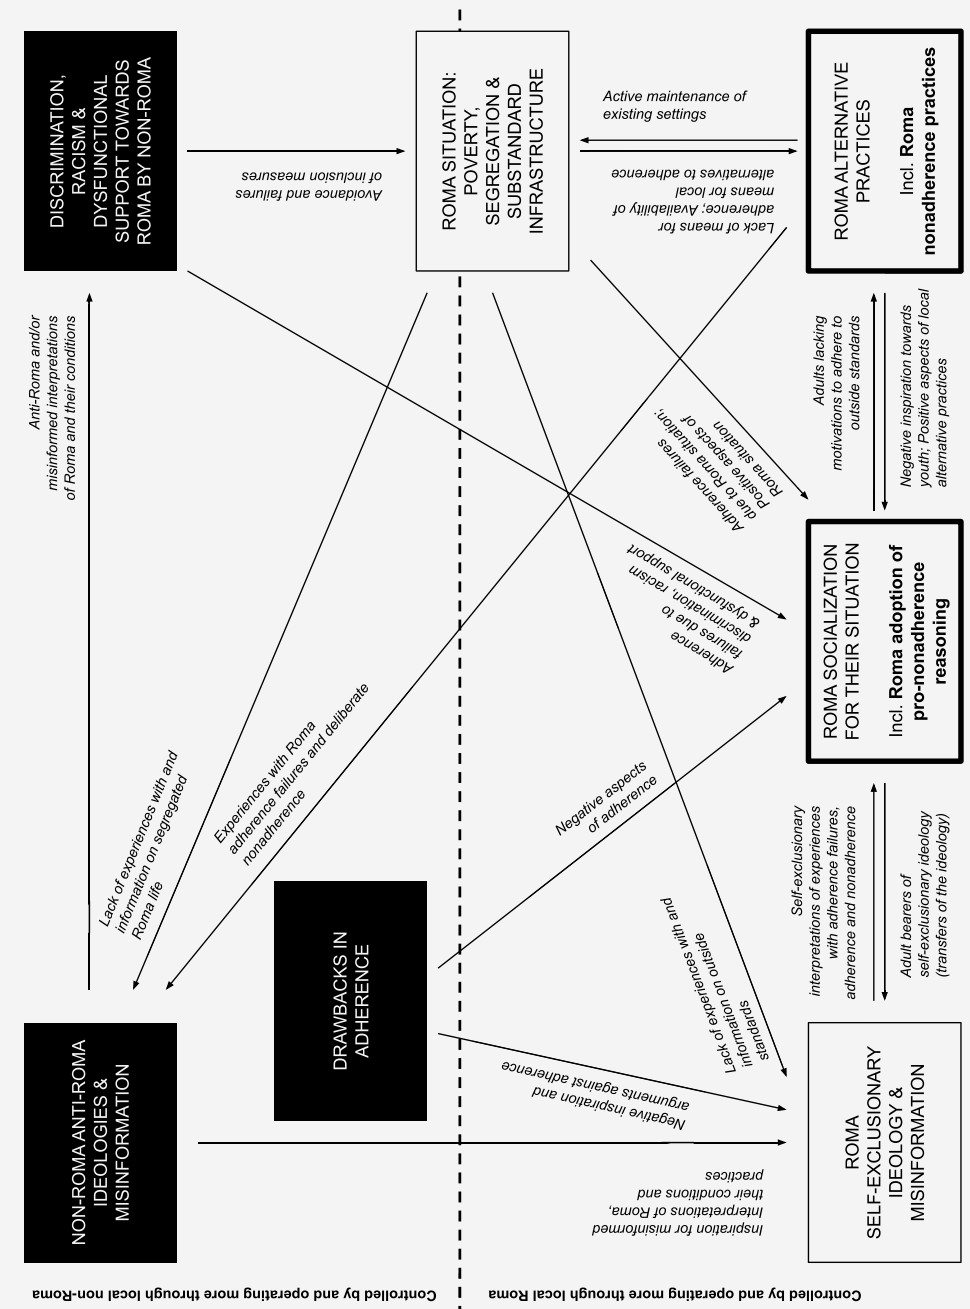 DISCRIMINATION,
RACISM &
DYSFUNCTIONAL
SUPPORT TOWARDS
ROMA BY NON-ROMA
Avoidance and failures
of inclusion measures
ROMA SITUATION:
POVERTY,
SEGREGATION &
SUBSTANDARD
INFRASTRUCTURE
Active maintenance of
existing settings
Lack of means for
adherence; Availability of
means for local
alternatives to adherence
ROMA ALTERNATIVE
PRACTICES
Incl. Roma
nonadherence practices
Anti-Roma and/or
misinformed interpretations
of Roma and their conditions
Adults lacking
motivations to adhere to
outside standards
Negative inspiration towards
youth; Positive aspects of local
alternative practices
Adherence failures
due to Roma situation;
Positive aspects of
Roma situation
Adherence
failures due to
discrimination, racism
& dysfunctional support
ROMA SOCIALIZATION
FOR THEIR SITUATION
Incl. Roma adoption of
pro-nonadherence
reasoning
Lack of experiences with and
information on segregated
Roma life
Experiences with Roma
adherence failures and deliberate
nonadherence
Negative aspects
of adherence
DRAWBACKS IN
ADHERENCE
Lack of experiences with and
information on outside
standards
Self-exclusionary
interpretations of experiences
with adherence failures,
adherence and nonadherence
Adult bearers of
self-exclusionary ideology
(transfers of the ideology)
Negative inspiration and
arguments against adherence
NON-ROMA ANTI-ROMA
IDEOLOGIES &
MISINFORMATION
Inspiration for misinformed
Interpretations of Roma,
their conditions and
practices
ROMA
SELF-EXCLUSIONARY
IDEOLOGY &
MISINFORMATION
Controlled by and operating more through local non-Roma
Controlled by and operating more through local Roma